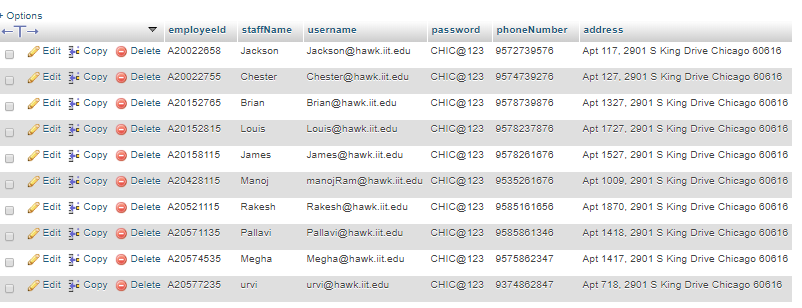 + Options
←T→ employeeId staffName username password phoneNumber address
Edit Copy Delete A20022658 Jackson Jackson@hawk.iit.edu CHIC@123 9572739576 Apt 117, 2901 S King Drive Chicago 60616
Edit Copy Delete A20022755 Chester Chester@hawk.iit.edu CHIC@123 9574739276 Apt 127, 2901 S King Drive Chicago 60616
Edit Copy Delete A20152765 Brian Brian@hawk.iit.edu CHIC@123 9578739876 Apt 1327, 2901 S King Drive Chicago 60616
Edit Copy Delete A20152815 Louis Louis@hawk.iit.edu CHIC@123 9578237876 Apt 1727, 2901 S King Drive Chicago 60616
Edit Copy Delete A20158115 James James@hawk.iit.edu CHIC@123 9578261676 Apt 1527, 2901 S King Drive Chicago 60616
Edit Copy Delete A20428115 Manoj manojRam@hawk.iit.edu CHIC@123 9535261676 Apt 1009, 2901 S King Drive Chicago 60616
Edit Copy Delete A20521115 Rakesh Rakesh@hawk.iit.edu CHIC@123 9585161656 Apt 1870, 2901 S King Drive Chicago 60616
Edit Copy Delete A20571135 Pallavi Pallavi@hawk.iit.edu CHIC@123 9585861346 Apt 1418, 2901 S King Drive Chicago 60616
Edit Copy Delete A20574535 Megha Megha@hawk.iit.edu CHIC@123 9575862347 Apt 1417, 2901 S King Drive Chicago 60616
Edit Copy Delete A20577235 urvi urvi@hawk.iit.edu CHIC@123 9374862847 Apt 718, 2901 S King Drive Chicago 60616